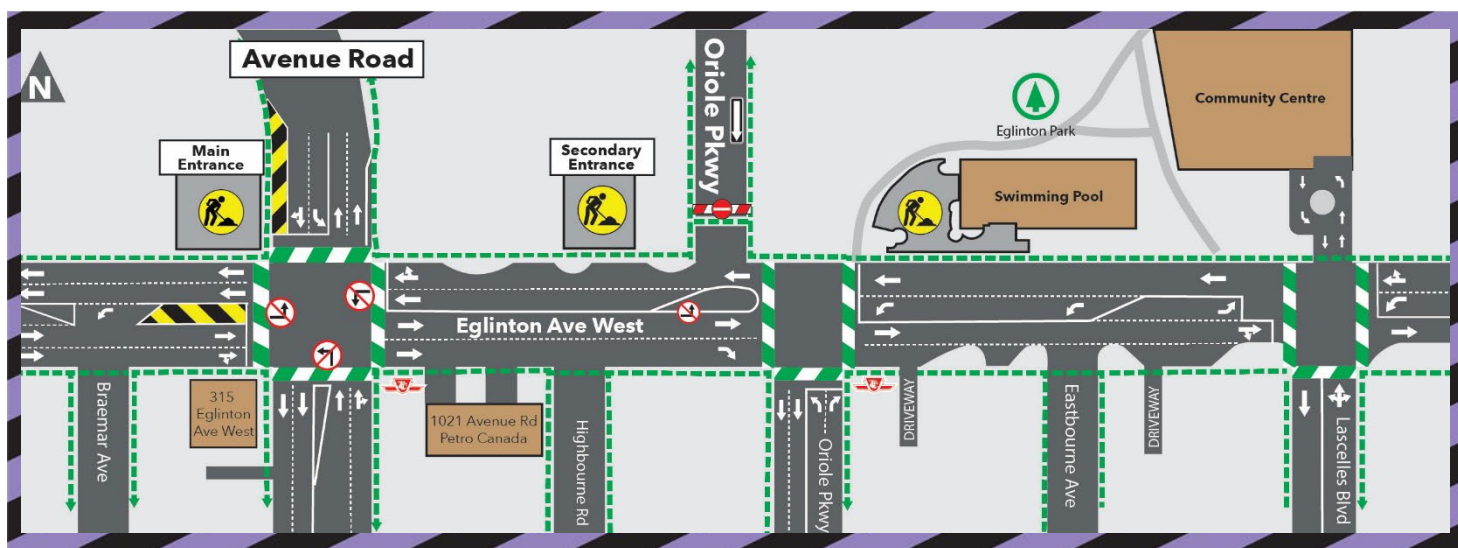 N
Avenue Road
Main
Entrance
Secondary
Entrance
Oriole Pkwy
Eglinton Park
Community Centre
Swimming Pool
Eglinton Ave West
Braemar Ave
315
Eglinton
Ave West
1021 Avenue Rd
Petro Canada
Highbourne Rd
Oriole Pkwy
DRIVEWAY
Eastbourne Ave
DRIVEWAY
Lascelles Blvd